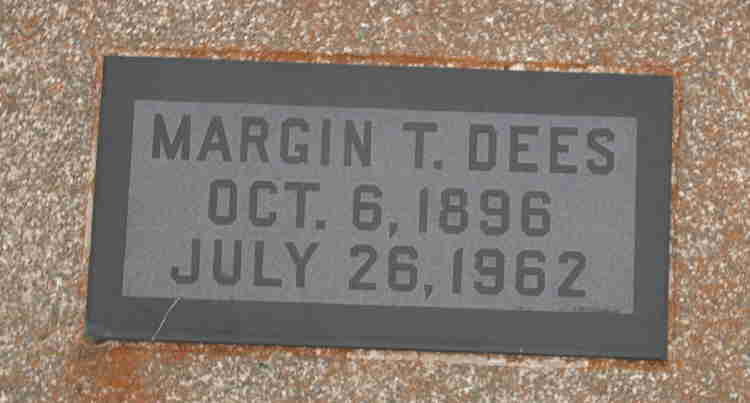 MARGIN T. DEES
OCT. 6, 1896
JULY 26, 1962